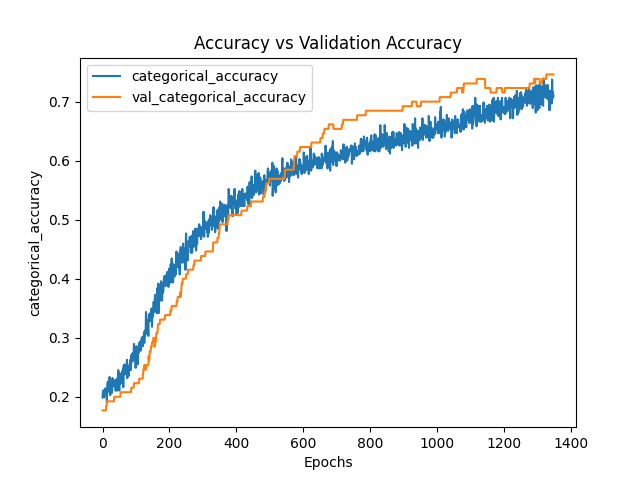 Accuracy vs Validation Accuracy
categorical_accuracy
val_categorical_accuracy
categorical_accuracy
0.7
0.6
0.5
0.4
0.3
0.2
0 200 400 600 800 1000 1200 1400
Epochs